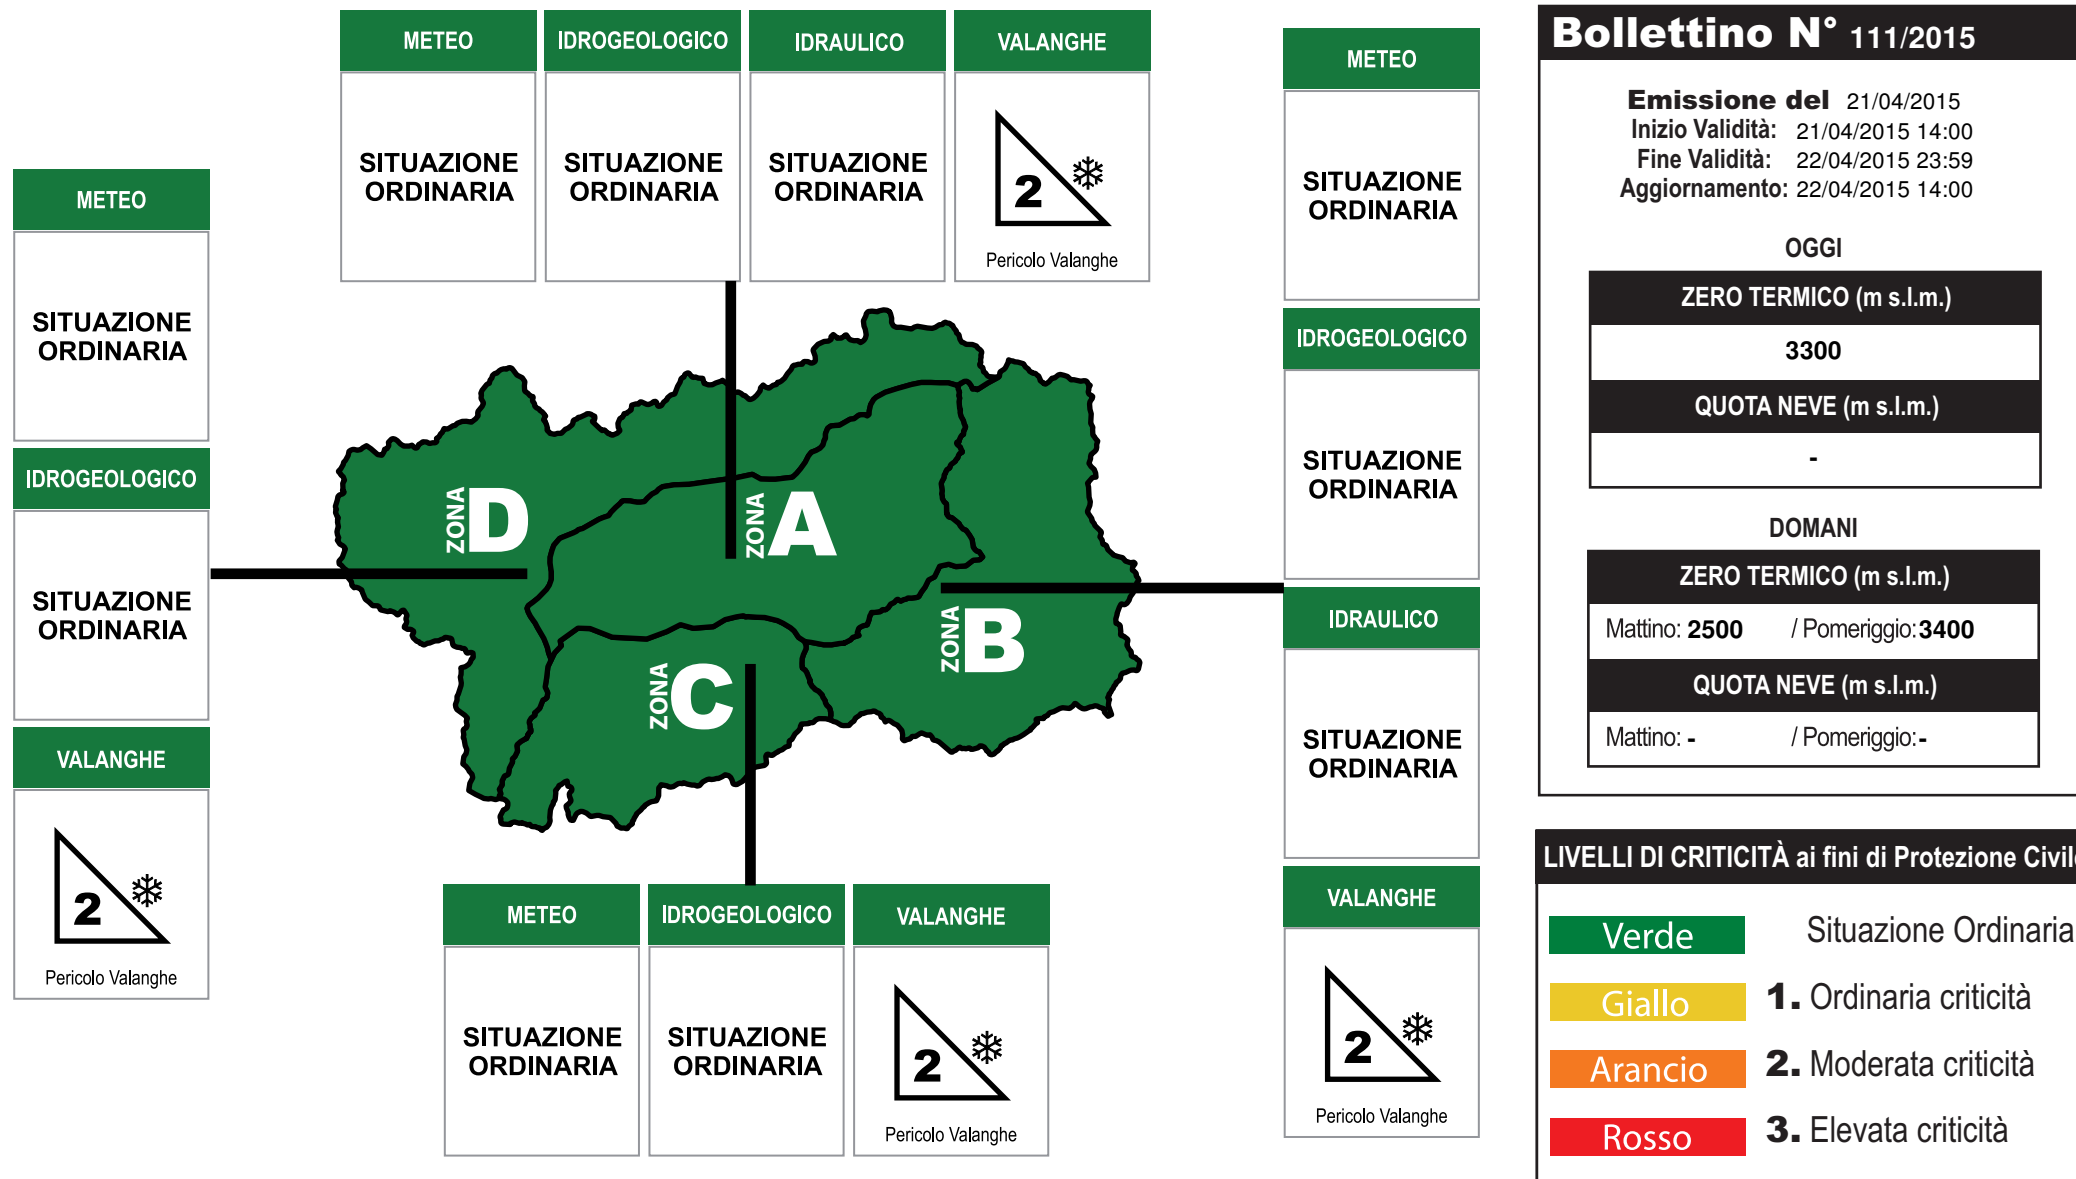 METEO IDROGEOLOGICO IDRAULICO VALANGHE
SITUAZIONE ORDINARIA
SITUAZIONE ORDINARIA
SITUAZIONE ORDINARIA
2
Pericolo Valanghe
METEO
SITUAZIONE
ORDINARIA
IDROGEOLOGICO
SITUAZIONE
ORDINARIA
VALANGHE
2
Pericolo Valanghe
ZONA D
ZONA A
ZONA B
ZONA C
METEO IDROGEOLOGICO VALANGHE
SITUAZIONE ORDINARIA
SITUAZIONE ORDINARIA
2
Pericolo Valanghe
METEO
SITUAZIONE
ORDINARIA
IDROGEOLOGICO
SITUAZIONE
ORDINARIA
IDRAULICO
SITUAZIONE
ORDINARIA
VALANGHE
2
Pericolo Valanghe
Bollettino N° 111/2015
Emissione del 21/04/2015
Inizio Validità: 21/04/2015 14:00
Fine Validità: 22/04/2015 23:59
Aggiornamento: 22/04/2015 14:00
OGGI
ZERO TERMICO (m s.l.m.)
3300
QUOTA NEVE (m s.l.m.)
-
DOMANI
ZERO TERMICO (m s.l.m.)
Mattino: 2500 / Pomeriggio: 3400
QUOTA NEVE (m s.l.m.)
Mattino: - / Pomeriggio: -
LIVELLI DI CRITICITÀ ai fini di Protezione Civile
Verde Situazione Ordinaria
Giallo 1. Ordinaria criticità
Arancio 2. Moderata criticità
Rosso 3. Elevata criticità